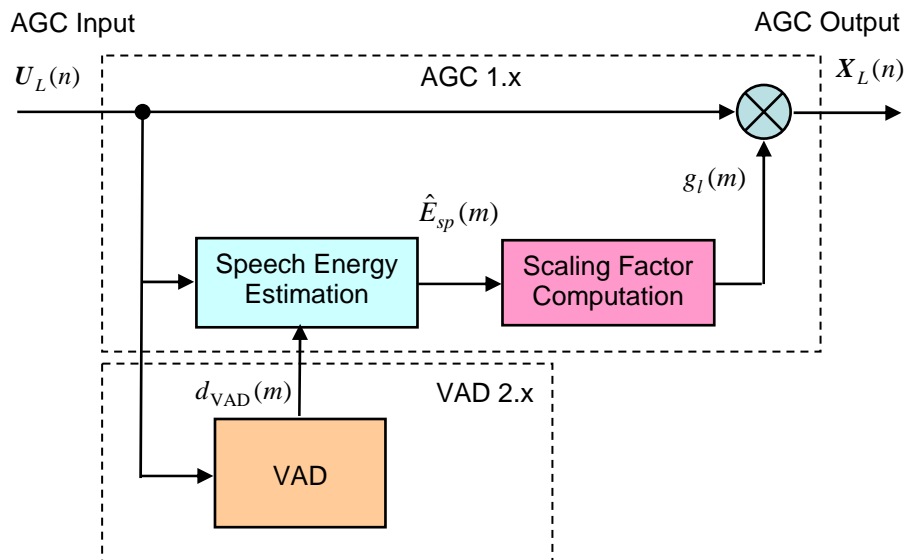 AGC Input
AGC Output
U_L(n)
AGC 1.x
X_L(n)
g_l(m)
Ê_sp(m)
Speech Energy
Estimation
Scaling Factor
Computation
d_VAD(m)
VAD 2.x
VAD